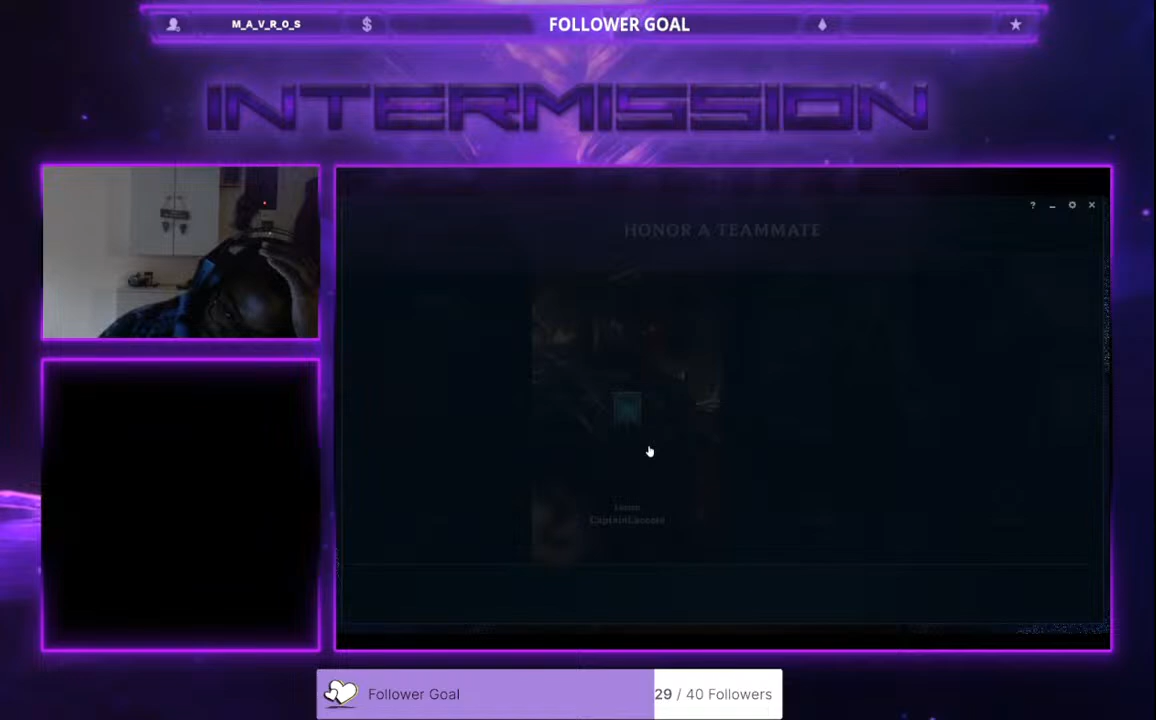 M_A_V_R_O_S
$
FOLLOWER GOAL
INTERMISSION
?
HONOR A TEAMMATE
Follower Goal
29 / 40 Followers